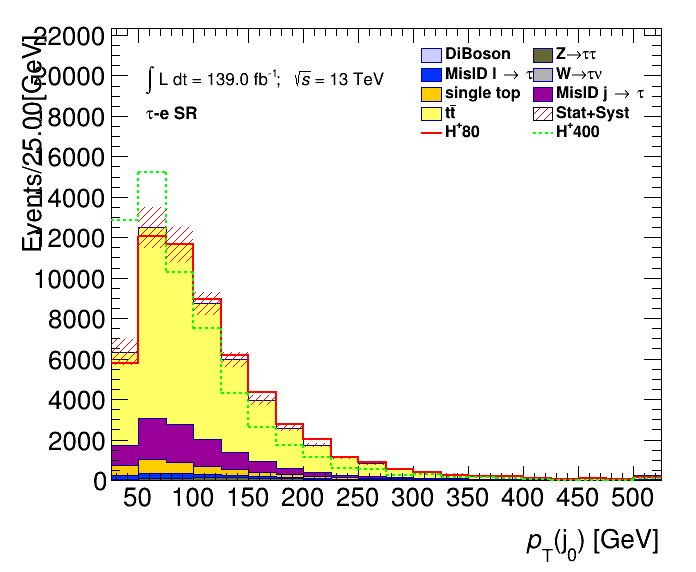 22000
20000
18000
16000
14000
12000
10000
8000
6000
4000
2000
0
Events/25.00[GeV]
∫ L dt = 139.0 fb⁻¹; √s = 13 TeV
τ-e SR
DiBoson
Z→ττ
MisID l → τ
W→τν
single top
MisID j → τ
tt̄
Stat+Syst
H⁺80
H⁺400
50 100 150 200 250 300 350 400 450 500
p_T(j_0) [GeV]